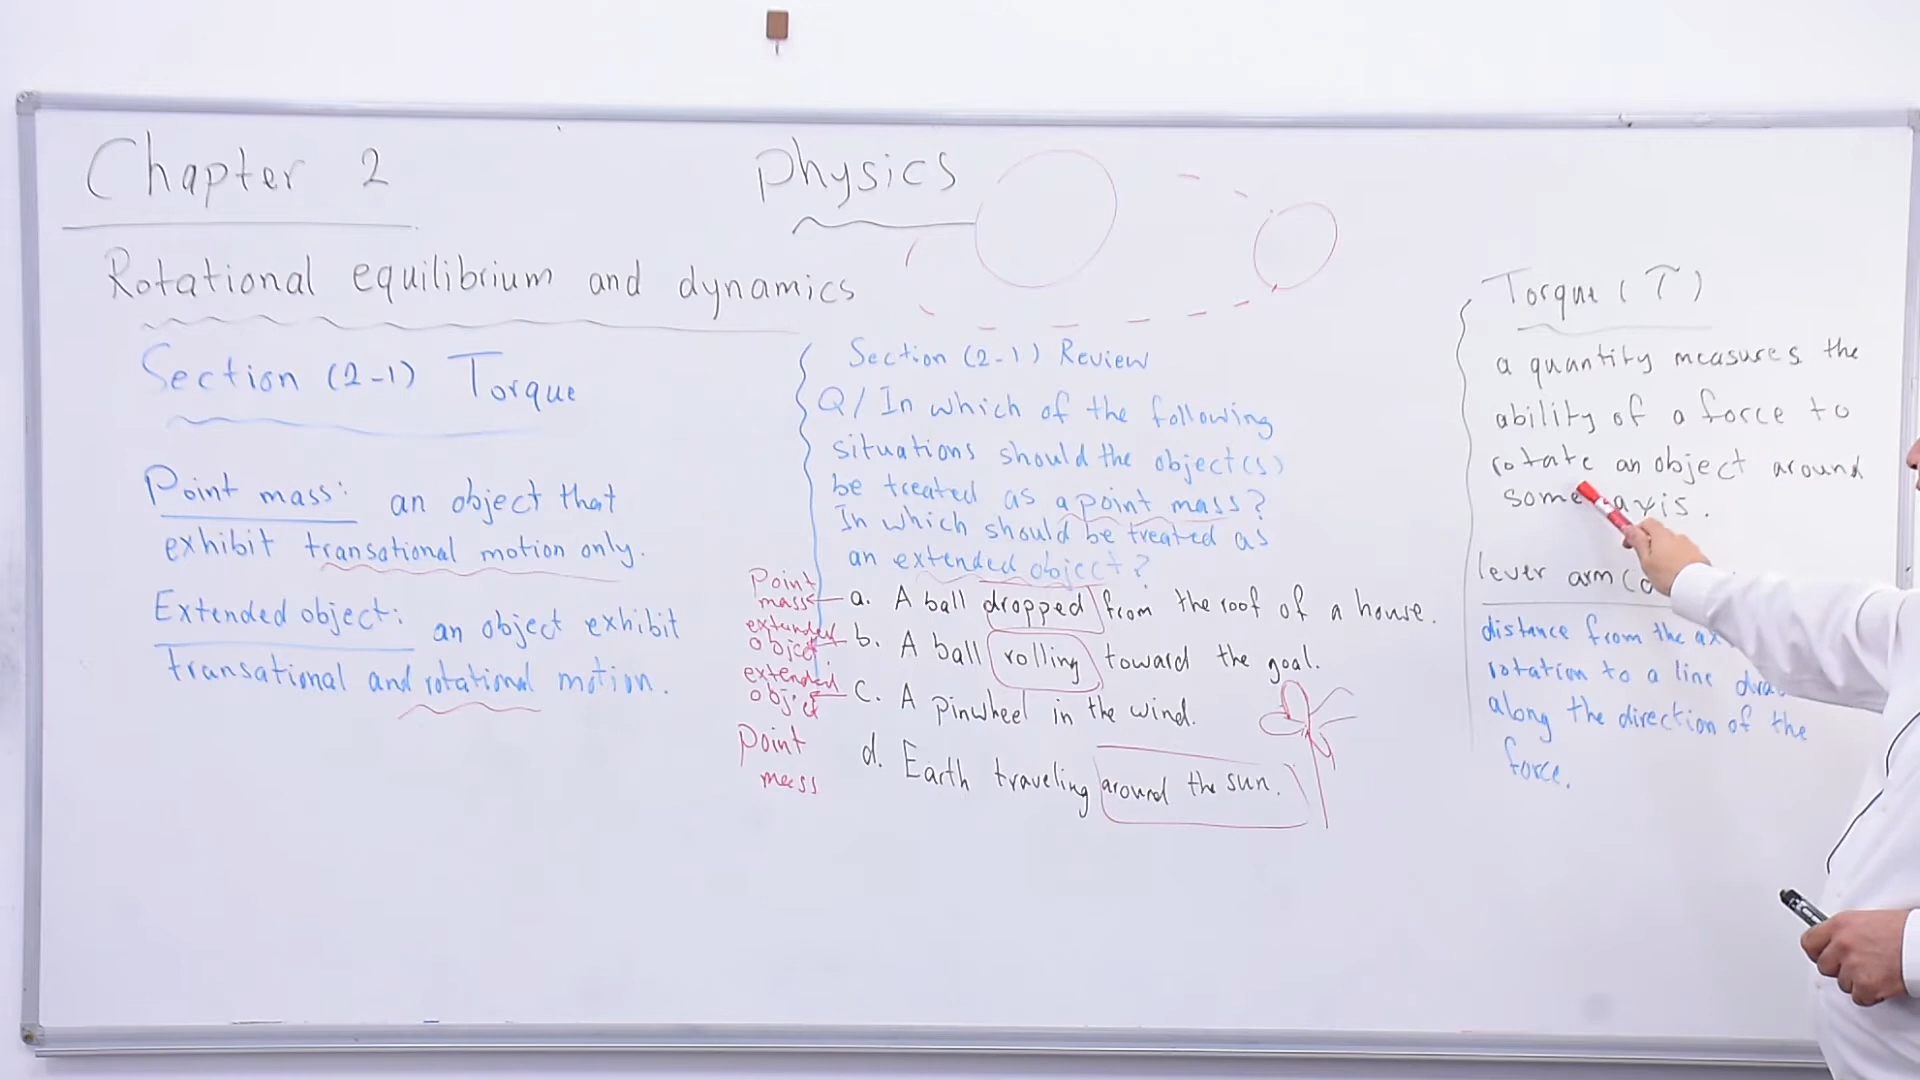 Chapter 2
Physics
Rotational equilibrium and dynamics
Section (2-1) Torque
Point mass: an object that
exhibit transational motion only.
Extended object: an object exhibit
transational and rotational motion.
Section (2-1) Review
Q/ In which of the following
situations should the object(s)
be treated as a point mass?
In which should be treated as
an extended object?
Point
mass
a. A ball dropped from the roof of a house.
extended
object
b. A ball rolling toward the goal.
extended
object
c. A pinwheel in the wind.
Point
mass
d. Earth traveling around the sun.
Torque (τ)
a quantity measures the
ability of a force to
rotate an object around
some axis.
lever arm (d
distance from the
rotation to a line
along the direction of the
force.